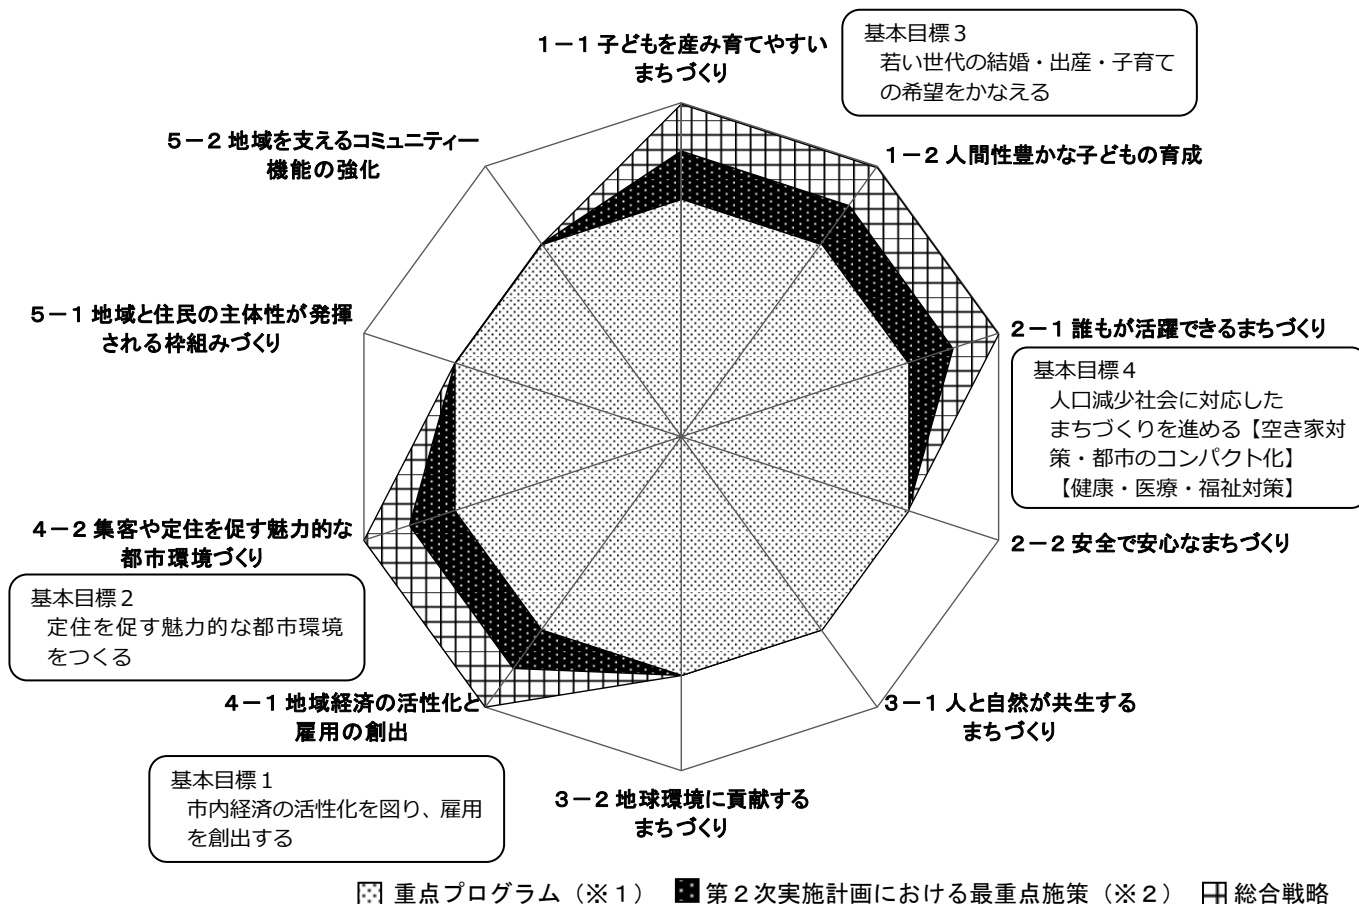 1-1 子どもを産み育てやすい
まちづくり
基本目標3
若い世代の結婚・出産・子育て
の希望をかなえる
5-2 地域を支えるコミュニティー
機能の強化
1-2 人間性豊かな子どもの育成
5-1 地域と住民の主体性が発揮
される枠組みづくり
2-1 誰もが活躍できるまちづくり
基本目標4
人口減少社会に対応した
まちづくりを進める【空き家対
策・都市のコンパクト化】
【健康・医療・福祉対策】
4-2 集客や定住を促す魅力的な
都市環境づくり
2-2 安全で安心なまちづくり
基本目標2
定住を促す魅力的な都市環境
をつくる
4-1 地域経済の活性化と
雇用の創出
3-1 人と自然が共生する
まちづくり
基本目標1
市内経済の活性化を図り、雇用
を創出する
3-2 地球環境に貢献する
まちづくり
重点プログラム（※1） 第2次実施計画における最重点施策（※2） 総合戦略